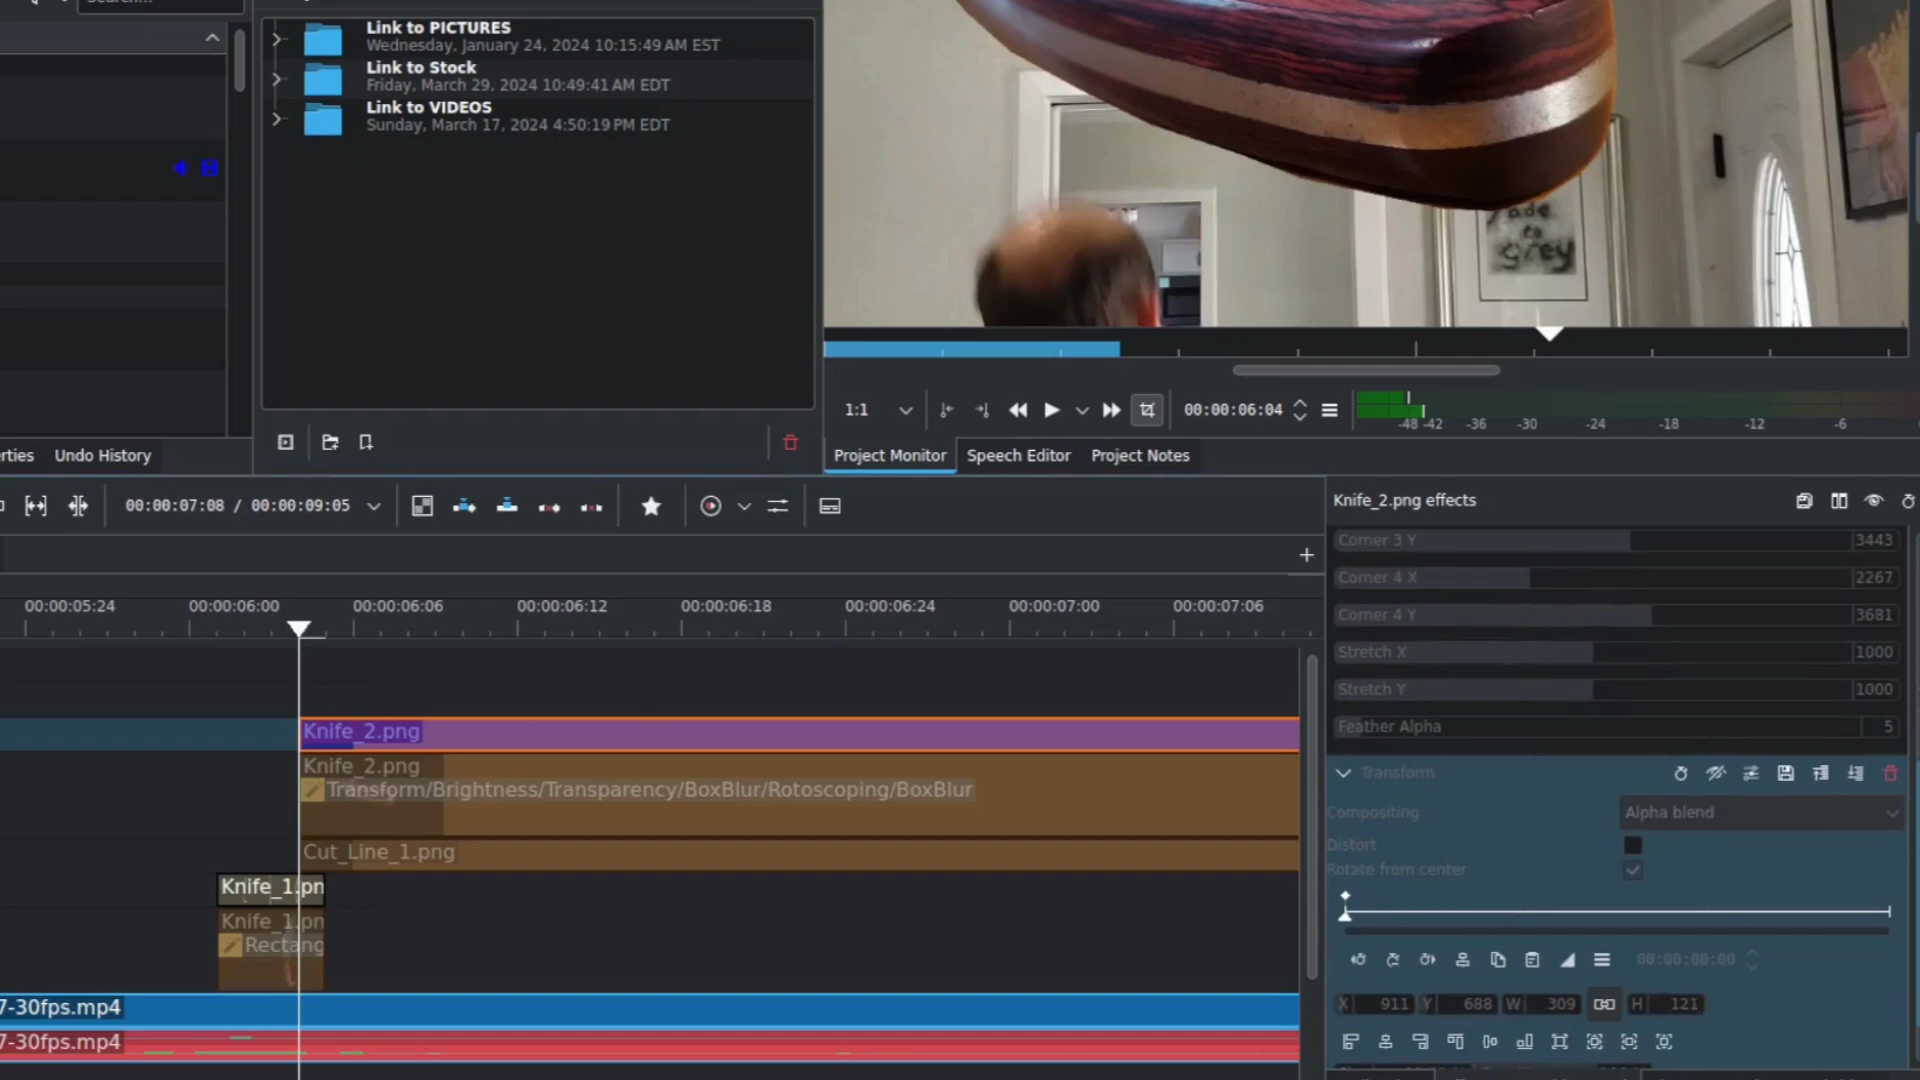 Search...
Link to PICTURES
Wednesday, January 24, 2024 10:15:49 AM EST
Link to Stock
Friday, March 29, 2024 10:49:41 AM EDT
Link to VIDEOS
Sunday, March 17, 2024 4:50:19 PM EDT
rties
Undo History
fade
to
grey
1:1
00:00:06:04
-48 -42 -36 -30 -24 -18 -12 -6
Project Monitor
Speech Editor
Project Notes
00:00:07:08 / 00:00:09:05
00:00:05:24
00:00:06:00
00:00:06:06
00:00:06:12
00:00:06:18
00:00:06:24
00:00:07:00
00:00:07:06
Knife_2.png
Knife_2.png
Transform/Brightness/Transparency/BoxBlur/Rotoscoping/BoxBlur
Cut_Line_1.png
Knife_1.pn
Knife_1.pn
Rectang
7-30fps.mp4
7-30fps.mp4
Knife_2.png effects
Corner 3 Y 3443
Corner 4 X 2267
Corner 4 Y 3681
Stretch X 1000
Stretch Y 1000
Feather Alpha 5
Transform
Compositing Alpha blend
Distort
Rotate from center
00:00:00:00
X 911 Y 688 W 309 H 121